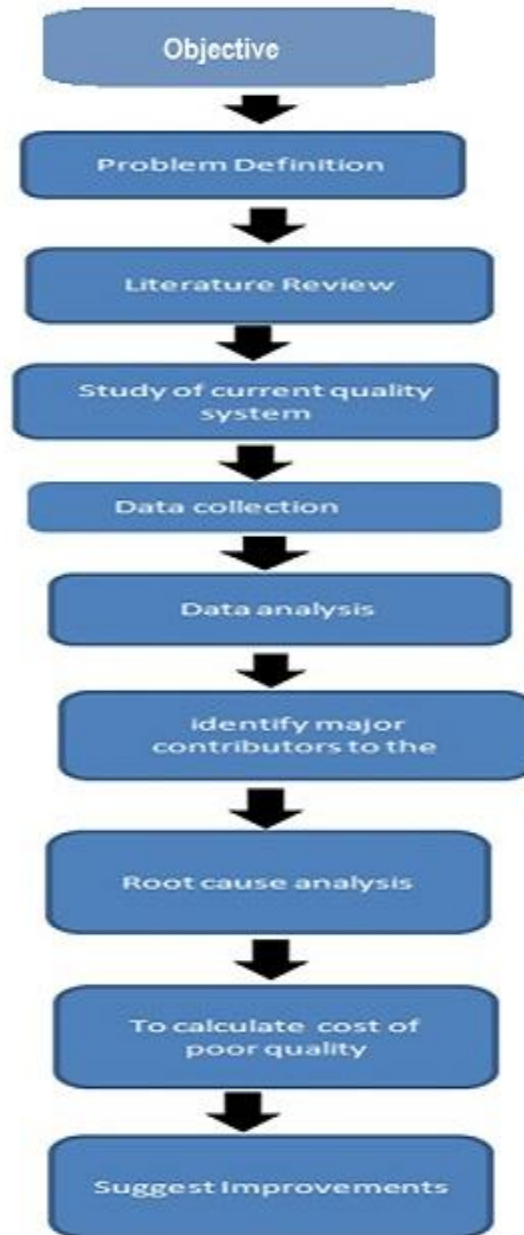 Objective
Problem Definition
Literature Review
Study of current quality
system
Data collection
Data analysis
identify major
contributors to the
Root cause analysis
To calculate cost of
poor quality
Suggest Improvements